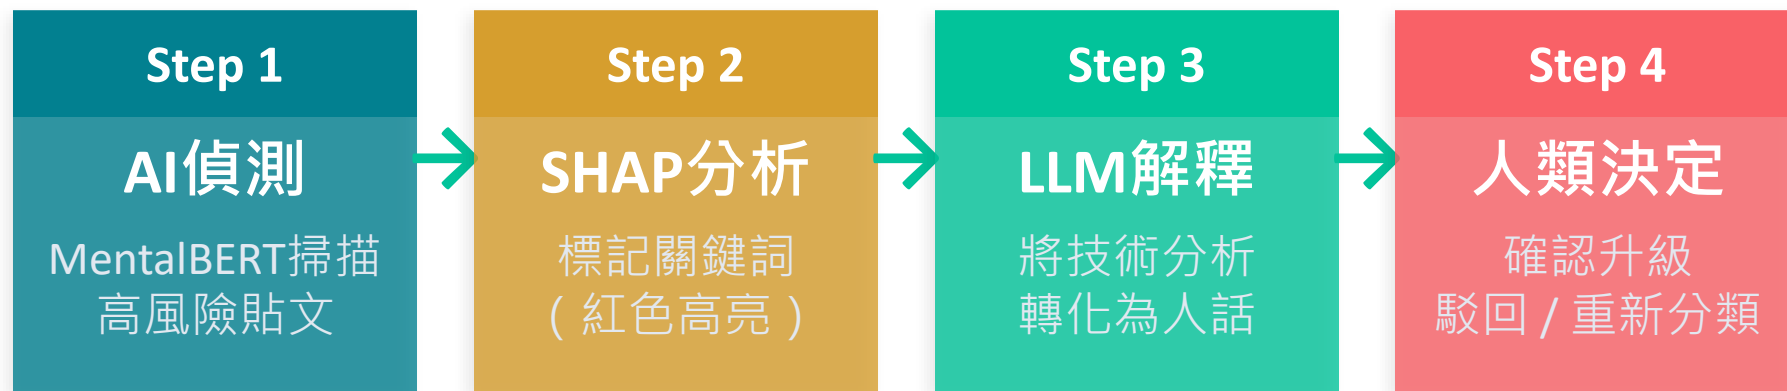 Step 1
AI偵測
MentalBERT掃描
高風險貼文
Step 2
SHAP分析
標記關鍵詞
(紅色高亮)
Step 3
LLM解釋
將技術分析
轉化為人話
Step 4
人類決定
確認升級
駁回 / 重新分類